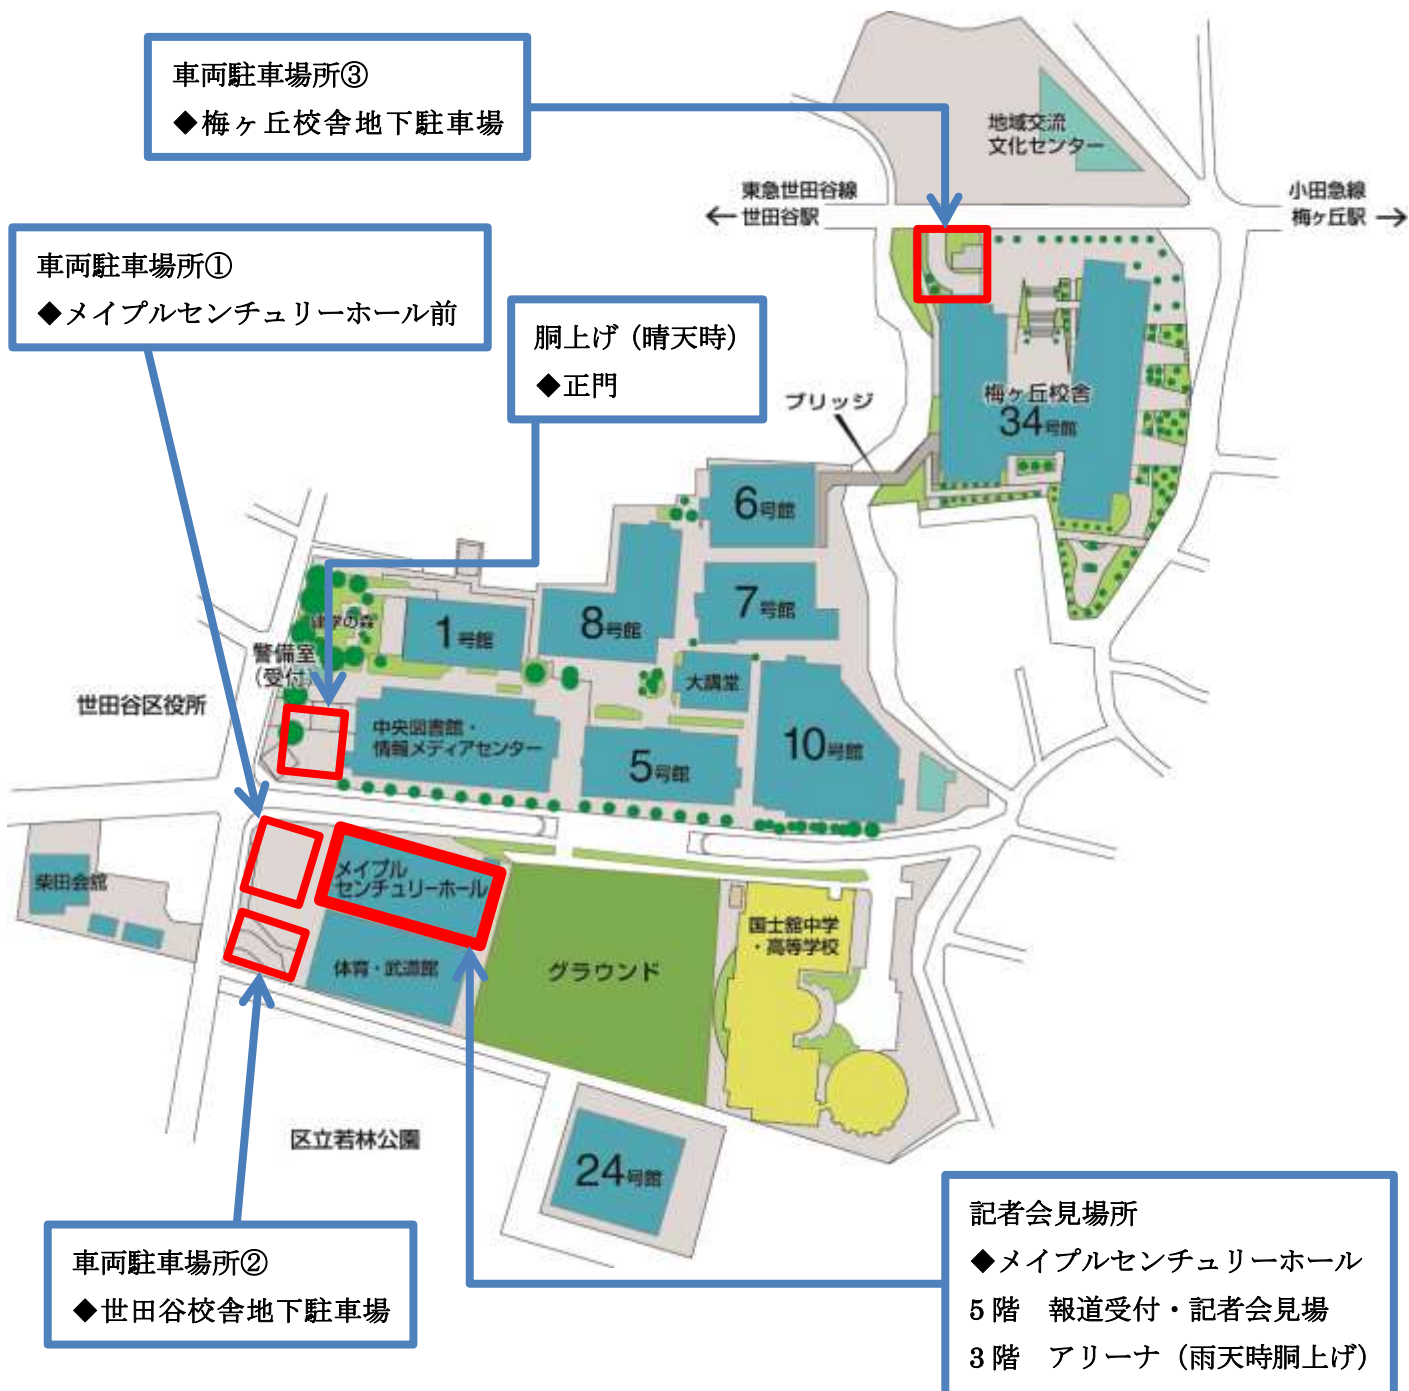 車両駐車場所③
◆梅ヶ丘校舎地下駐車場
地域交流
文化センター
東急世田谷線
← 世田谷駅
小田急線
梅ヶ丘駅 →
車両駐車場所①
◆メイプルセンチュリーホール前
胴上げ（晴天時）
◆正門
ブリッジ
梅ヶ丘校舎
34号館
6号館
7号館
8号館
1号館
建学の森
警備室
（受付）
世田谷区役所
大講堂
中央図書館・
情報メディアセンター
5号館
10号館
柴田会館
メイプル
センチュリーホール
体育・武道館
グラウンド
国士舘中学
・高等学校
区立若林公園
24号館
車両駐車場所②
◆世田谷校舎地下駐車場
記者会見場所
◆メイプルセンチュリーホール
5階　報道受付・記者会見場
3階　アリーナ（雨天時胴上げ）